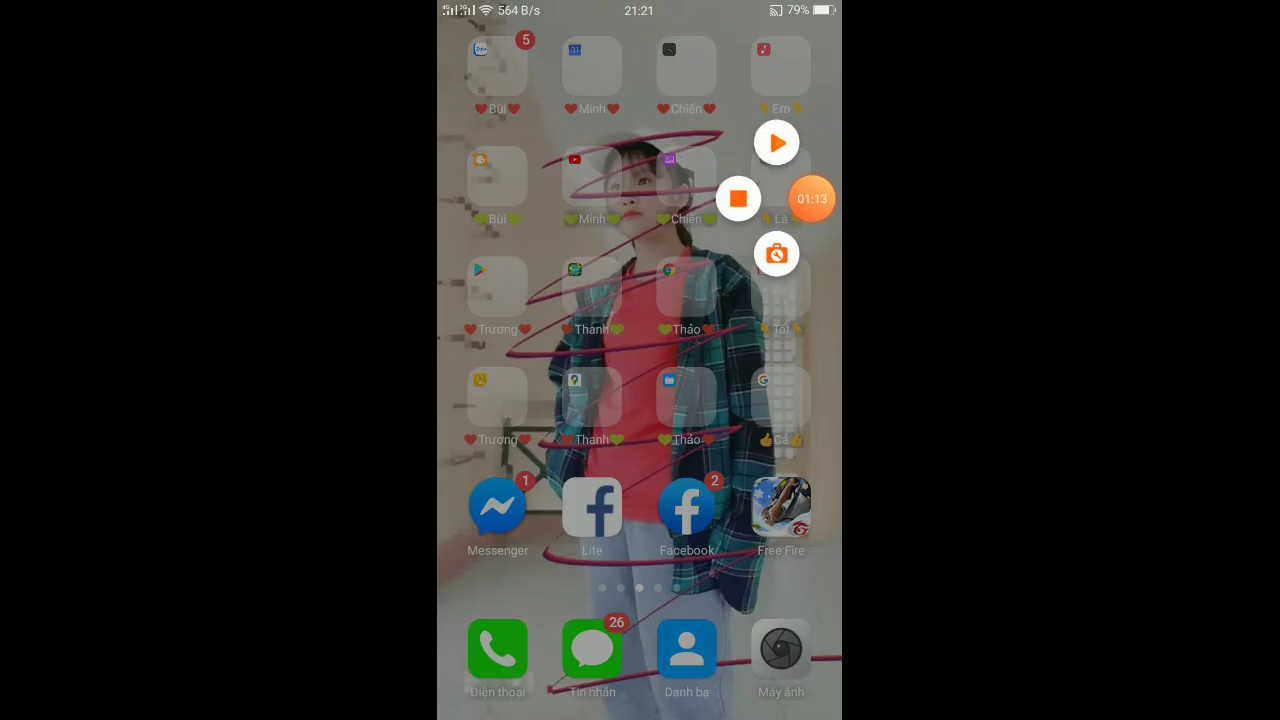 564 B/s 21:21 79%
5
❤Bùi❤ ❤Minh❤ ❤Chiến❤ 👇Em👇
💚Bùi💚 💚Minh💚 💚Chiến💚 👇Là👇
01:13
❤Trương❤ ❤Thanh💚 💚Thảo❤ 👇Tất👇
❤Trương❤ ❤Thanh💚 💚Thảo❤ 👍Cả👍
1 2
Messenger Lite Facebook Free Fire
26
Điện thoại Tin nhắn Danh bạ Máy ảnh